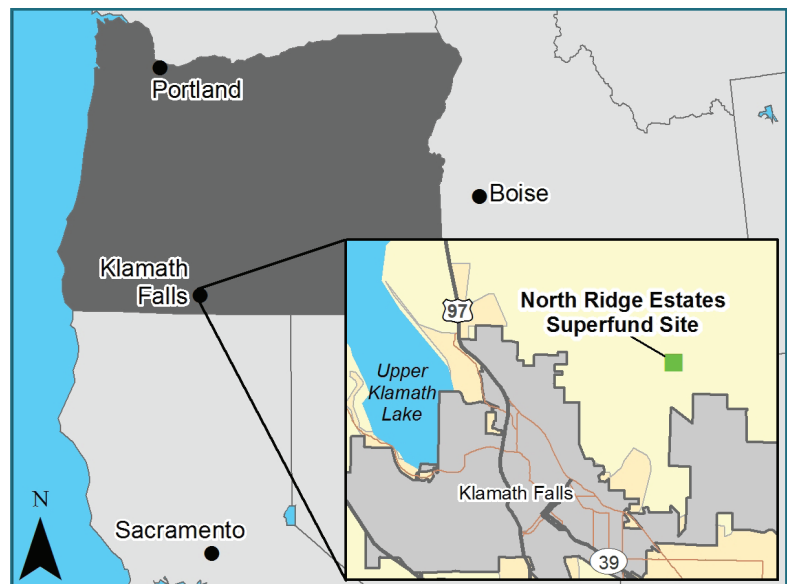 Portland
Boise
Klamath
Falls
97
North Ridge Estates
Superfund Site
Upper
Klamath
Lake
Klamath Falls
39
N
Sacramento